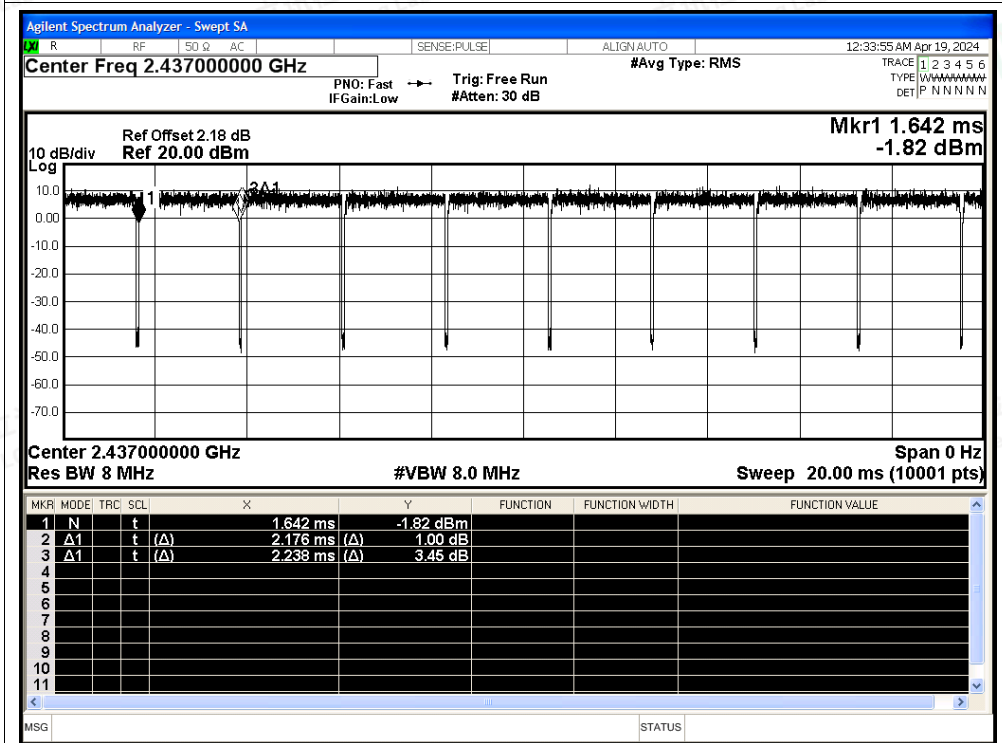 Agilent Spectrum Analyzer - Swept SA
LXI R RF 50 Ω AC SENSE:PULSE ALIGN AUTO 12:33:55 AM Apr 19, 2024
Center Freq 2.437000000 GHz #Avg Type: RMS TRACE 1 2 3 4 5 6
PNO: Fast Trig: Free Run TYPE W
IFGain:Low #Atten: 30 dB DET P N N N N N
Mkr1 1.642 ms
Ref Offset 2.18 dB
10 dB/div Ref 20.00 dBm -1.82 dBm
Log
10.0
0.00
-10.0
-20.0
-30.0
-40.0
-50.0
-60.0
-70.0
1 3Δ1
Center 2.437000000 GHz Span 0 Hz
Res BW 8 MHz #VBW 8.0 MHz Sweep 20.00 ms (10001 pts)
MKR MODE TRC SCL X Y FUNCTION FUNCTION WIDTH FUNCTION VALUE
1 N t 1.642 ms -1.82 dBm
2 Δ1 t (Δ) 2.176 ms (Δ) 1.00 dB
3 Δ1 t (Δ) 2.238 ms (Δ) 3.45 dB
4
5
6
7
8
9
10
11
MSG STATUS